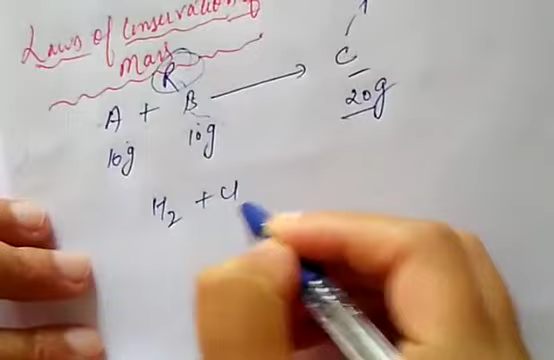 Laws of Conservation of
Mass
R
A + B → C
10g 10g 20g
H₂ + Cl